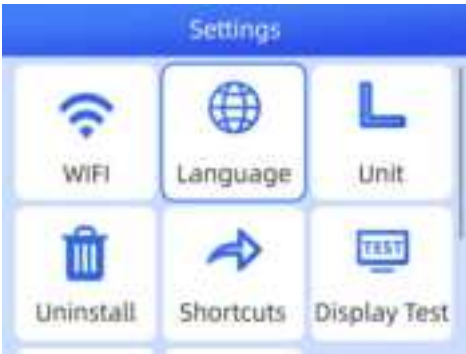 Settings
WIFI
Language
Unit
TEST
Uninstall
Shortcuts
Display Test